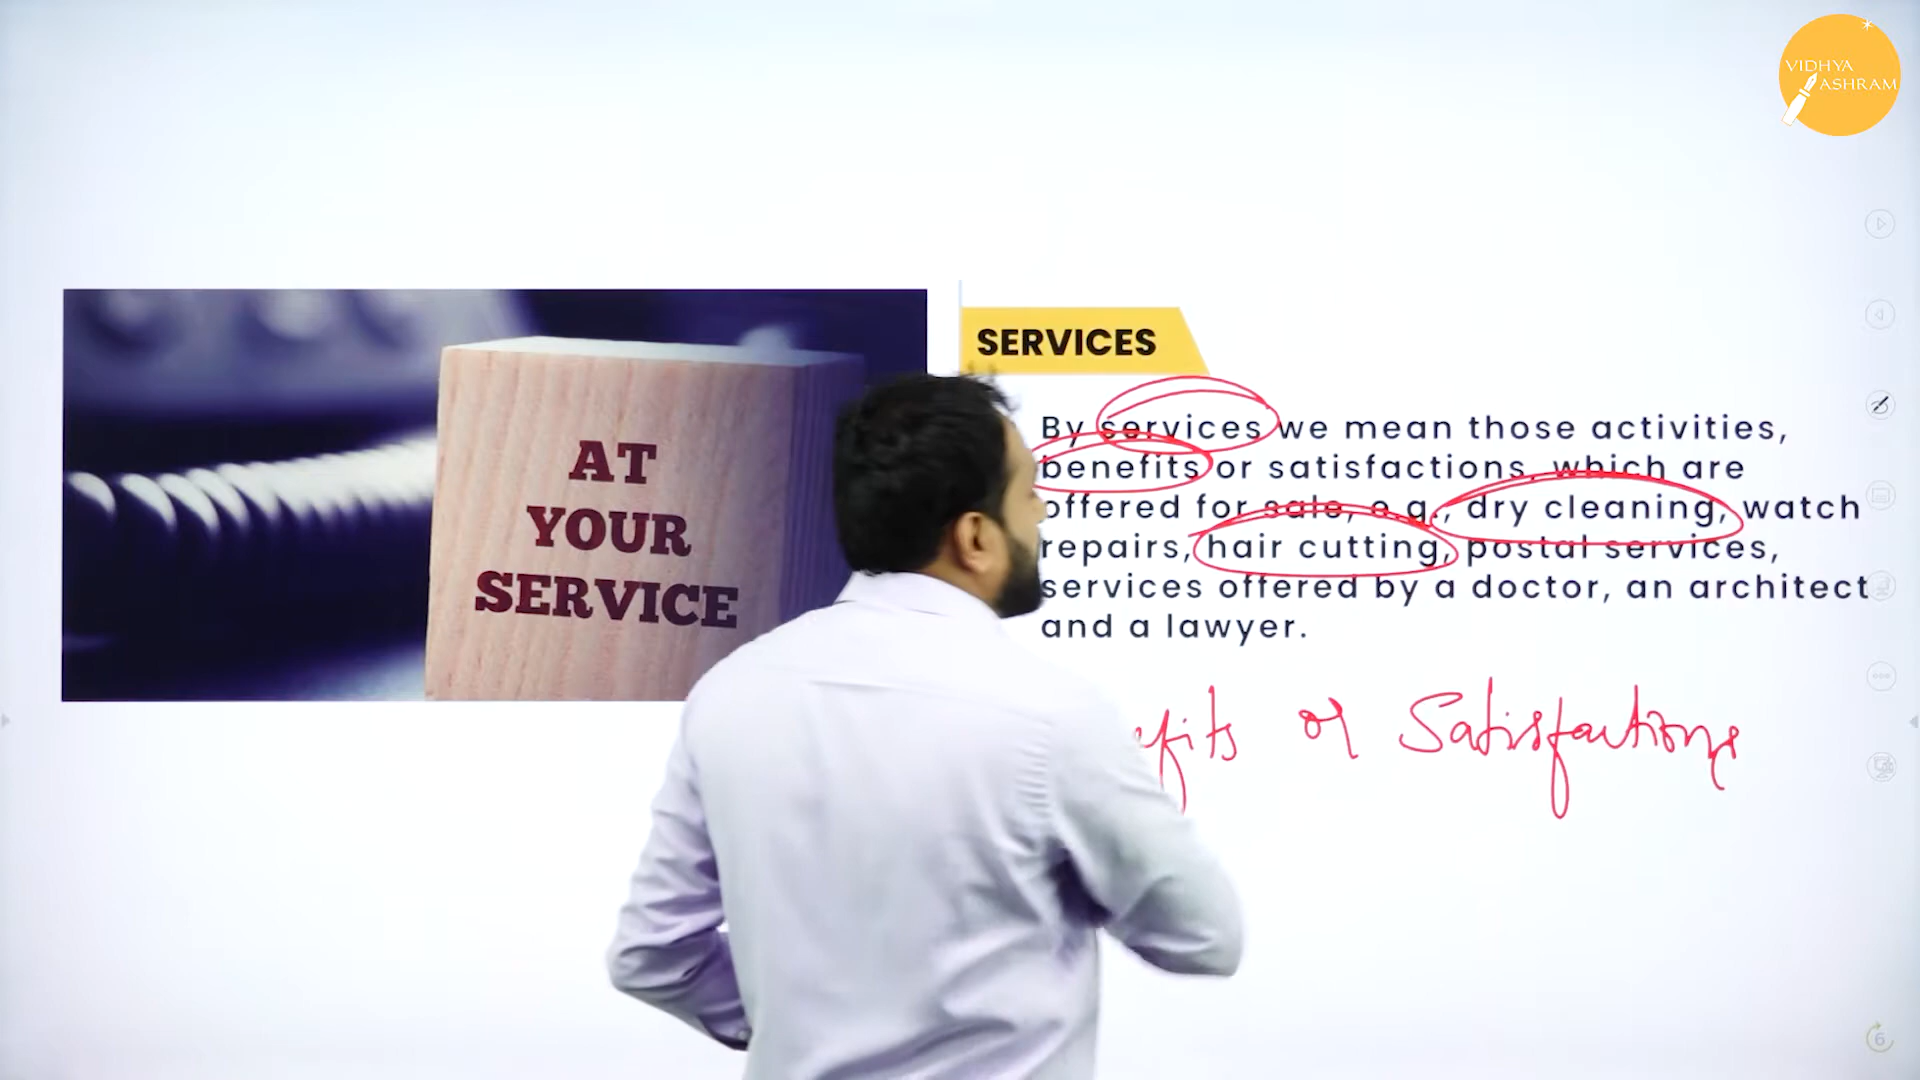 VIDHYA
ASHRAM
AT
YOUR
SERVICE
SERVICES
By services we mean those activities,
benefits or satisfactions, which are
offered for sale, e.g., dry cleaning, watch
repairs, hair cutting, postal services,
services offered by a doctor, an architect
and a lawyer.
efits or Satisfactions
6